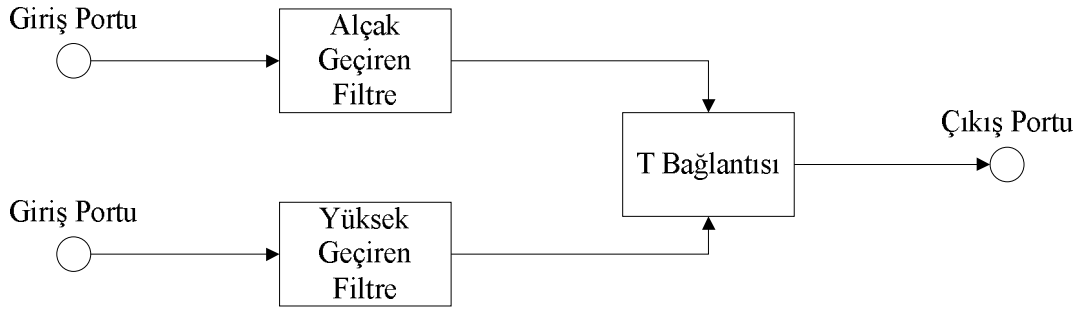 Giriş Portu
Alçak
Geçiren
Filtre
T Bağlantısı
Çıkış Portu
Giriş Portu
Yüksek
Geçiren
Filtre